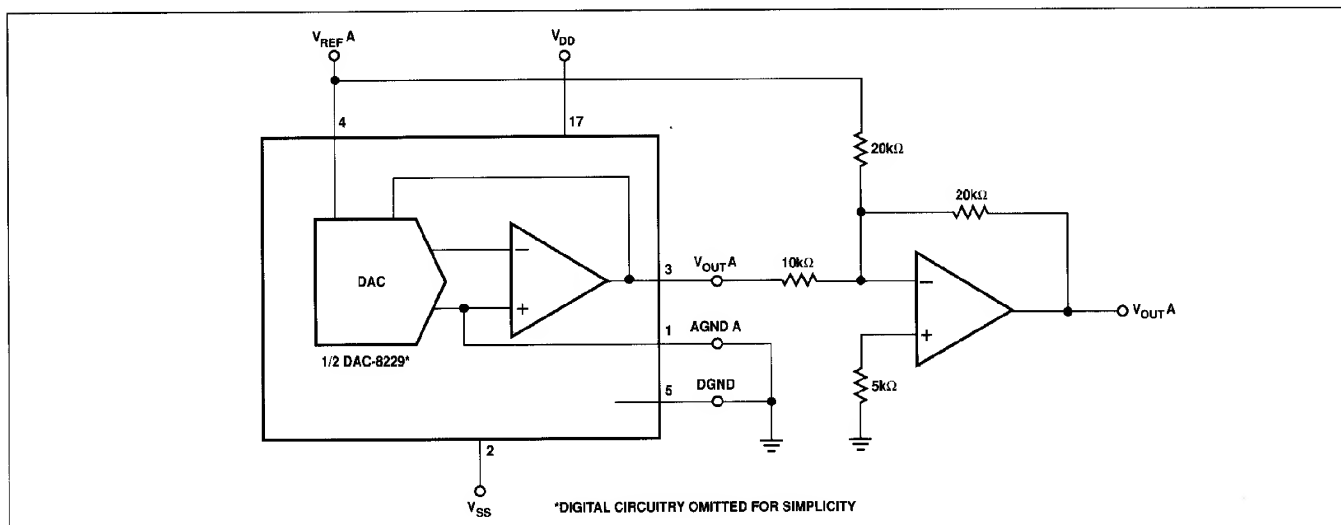 V_REF A
V_DD
4
17
20kΩ
20kΩ
DAC
−
+
3
V_OUT A
10kΩ
−
+
V_OUT A
1
AGND A
1/2 DAC-8229*
5
DGND
5kΩ
2
V_SS
*DIGITAL CIRCUITRY OMITTED FOR SIMPLICITY